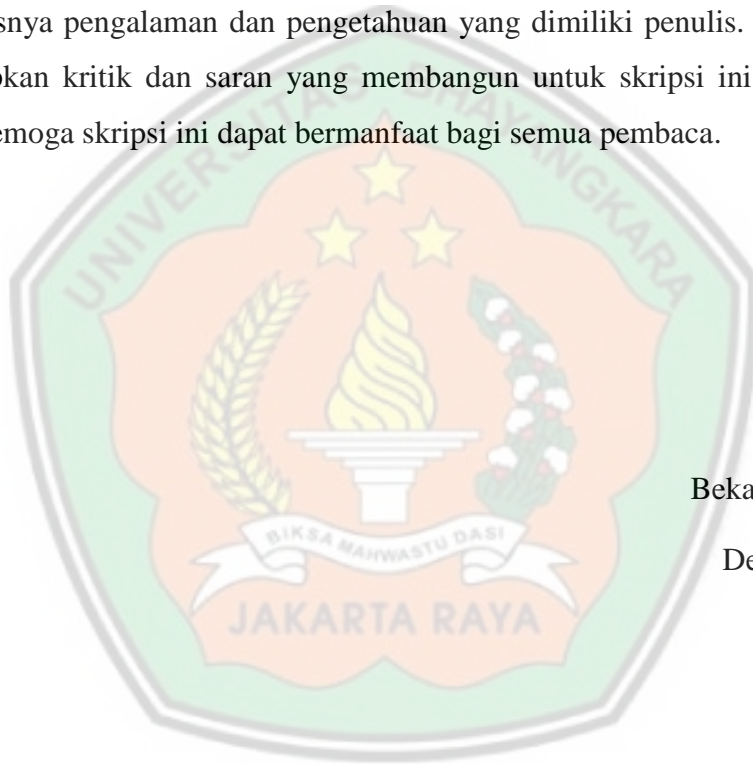 snya pengalaman dan pengetahuan yang dimiliki penulis.
kan kritik dan saran yang membangun untuk skripsi ini
emoga skripsi ini dapat bermanfaat bagi semua pembaca.
UNIVERSITAS BHAYANGKARA
Beka
De
BIKSA MAHWASTU DASI
JAKARTA RAYA